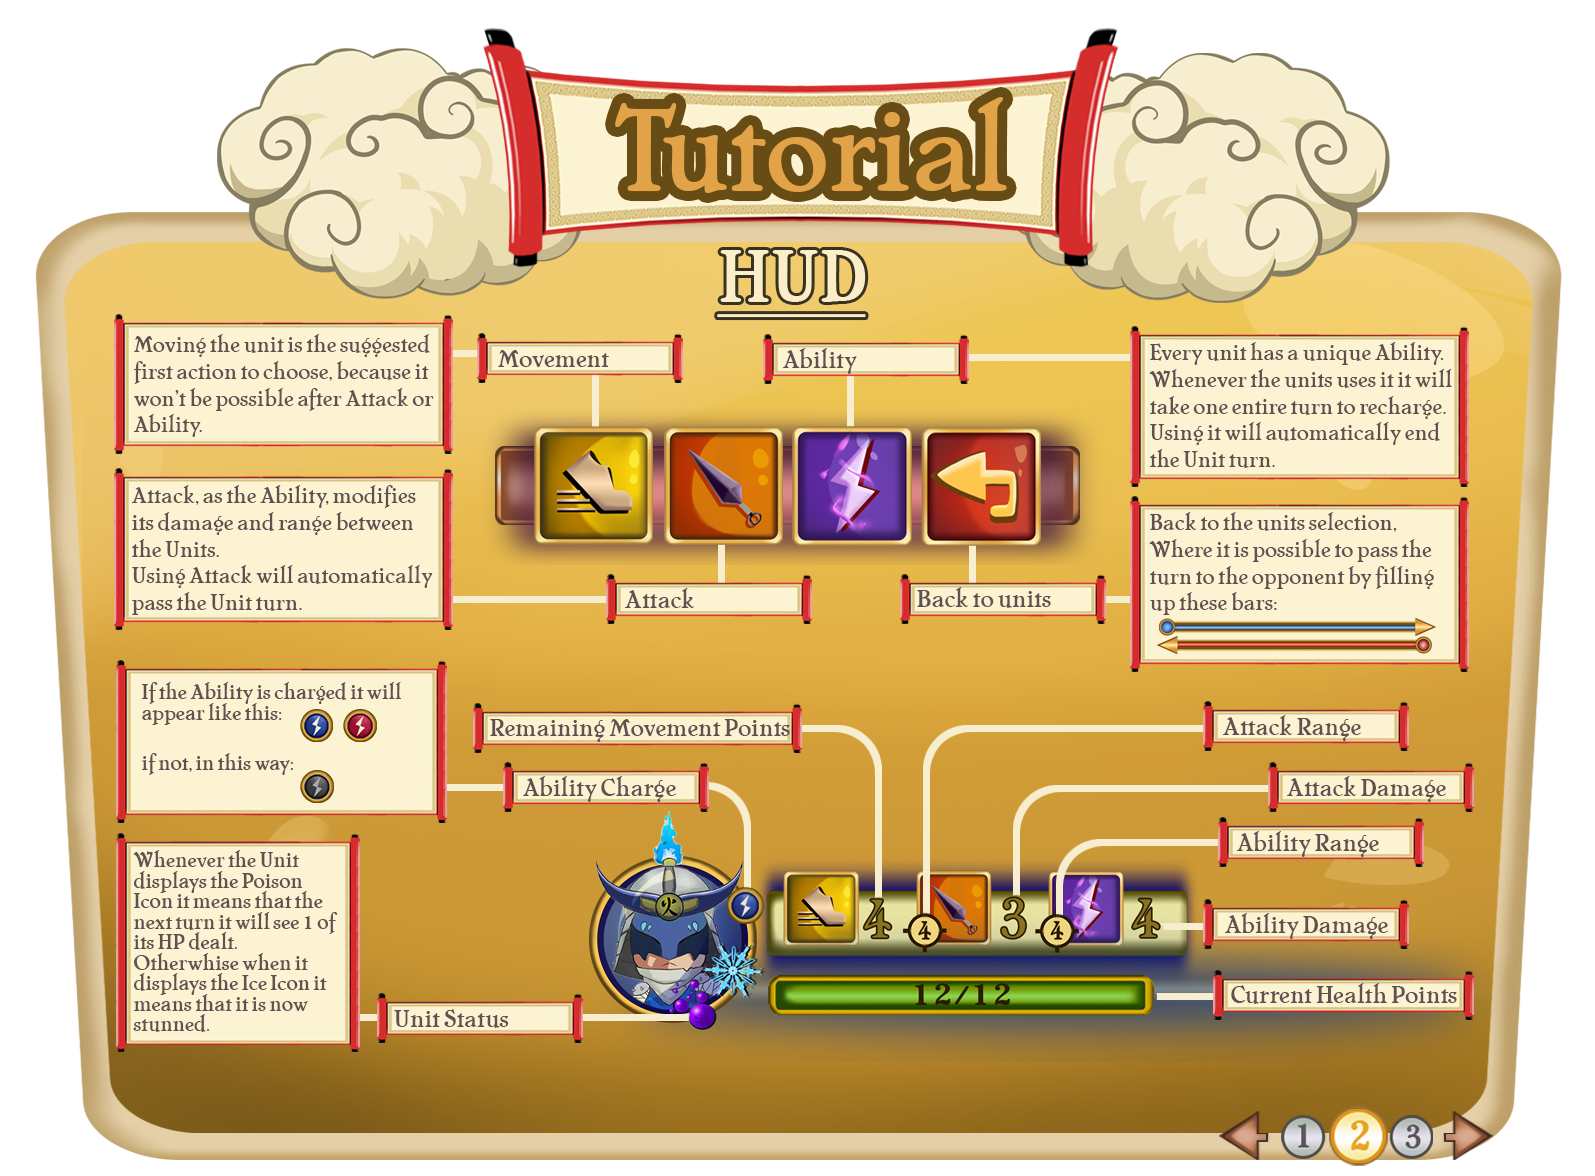 Tutorial
HUD
Moving the unit is the suggested
first action to choose, because it
won't be possible after Attack or
Ability.
Movement
Ability
Every unit has a unique Ability.
Whenever the units uses it it will
take one entire turn to recharge.
Using it will automatically end
the Unit turn.
Attack, as the Ability, modifies
its damage and range between
the Units.
Using Attack will automatically
pass the Unit turn.
Attack
Back to units
Back to the units selection,
Where it is possible to pass the
turn to the opponent by filling
up these bars:
If the Ability is charged it will
appear like this:
if not, in this way:
Remaining Movement Points
Ability Charge
Attack Range
Attack Damage
Ability Range
Ability Damage
Current Health Points
Whenever the Unit
displays the Poison
Icon it means that the
next turn it will see 1 of
its HP dealt.
Otherwhise when it
displays the Ice Icon it
means that it is now
stunned.
Unit Status
火
4
4
3
4
4
12/12
1
2
3